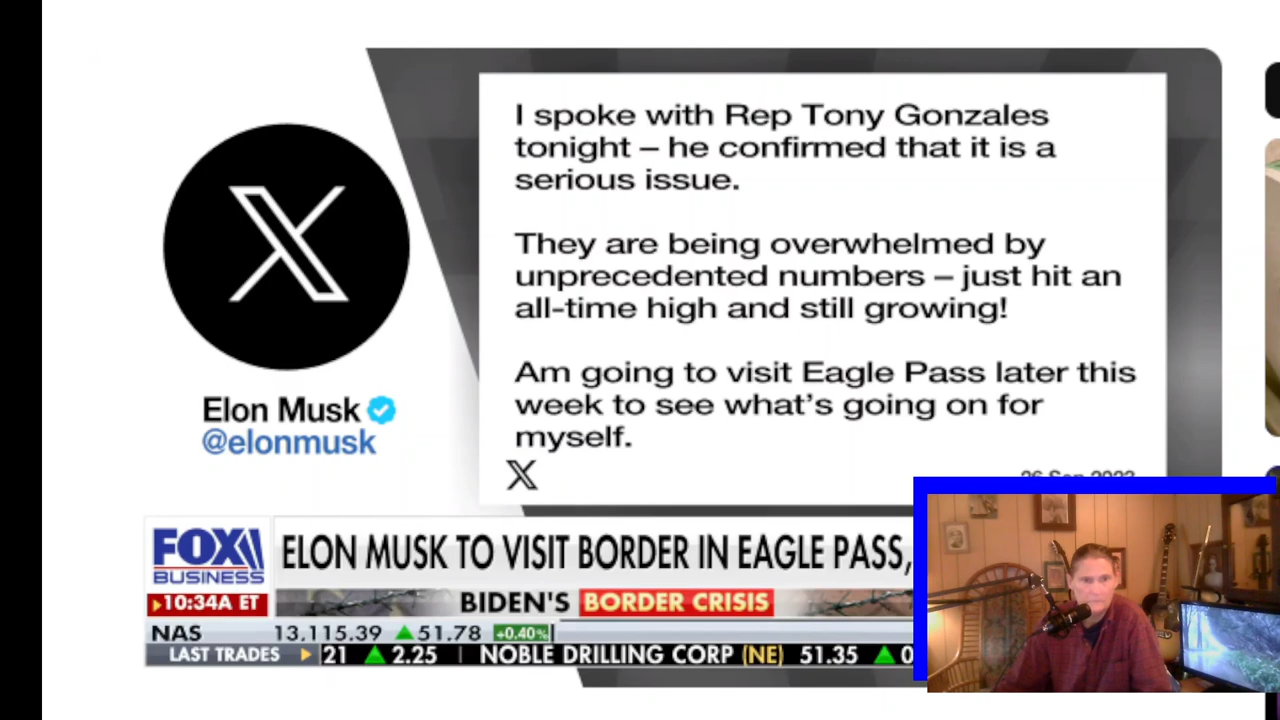 I spoke with Rep Tony Gonzales
tonight – he confirmed that it is a
serious issue.
They are being overwhelmed by
unprecedented numbers – just hit an
all-time high and still growing!
Am going to visit Eagle Pass later this
week to see what's going on for
myself.
Elon Musk
@elonmusk
26 Sep 2023
FOX
BUSINESS
10:34A ET
ELON MUSK TO VISIT BORDER IN EAGLE PASS,
BIDEN'S BORDER CRISIS
NAS 13,115.39 ▲51.78 +0.40%
LAST TRADES 21 ▲ 2.25 | NOBLE DRILLING CORP (NE) 51.35 ▲ 0